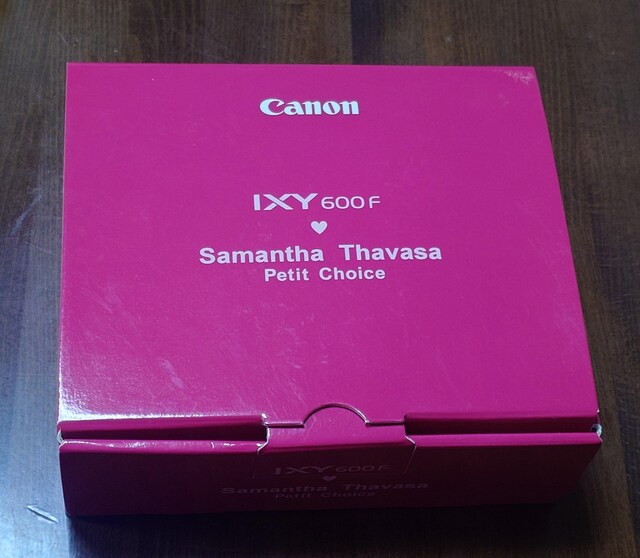 Canon
IXY 600F
♥
Samantha Thavasa
Petit Choice
IXY 600F
♥
Samantha Thavasa
Petit Choice